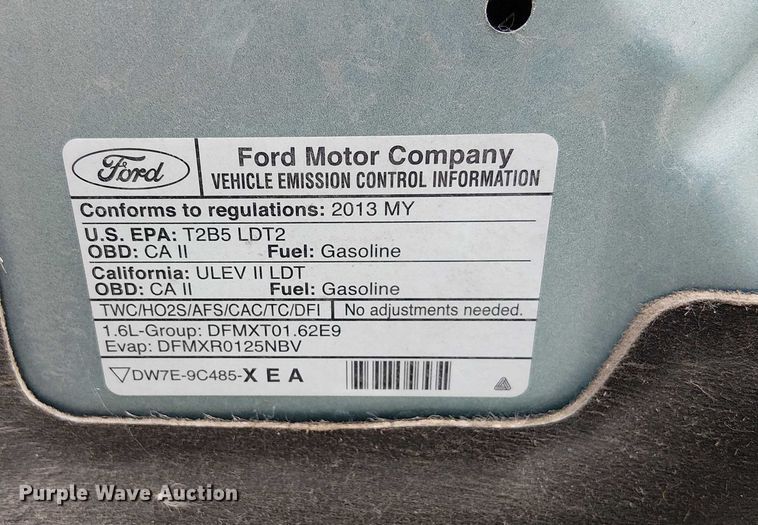 Ford
Ford Motor Company
VEHICLE EMISSION CONTROL INFORMATION
Conforms to regulations: 2013 MY
U.S. EPA: T2B5 LDT2
OBD: CA II Fuel: Gasoline
California: ULEV II LDT
OBD: CA II Fuel: Gasoline
TWC/HO2S/AFS/CAC/TC/DFI No adjustments needed.
1.6L-Group: DFMXT01.62E9
Evap: DFMXR0125NBV
DW7E-9C485-X E A
Purple Wave Auction